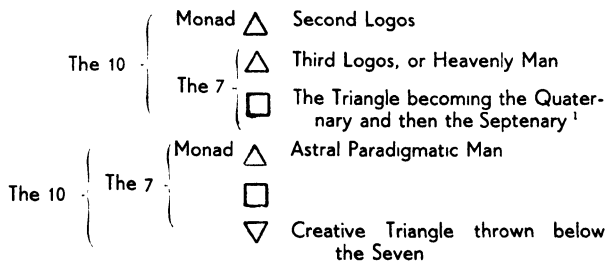 Monad △ Second Logos
The 10 △ Third Logos, or Heavenly Man
The 7 □ The Triangle becoming the Quater-
nary and then the Septenary ¹
Monad △ Astral Paradigmatic Man
The 10 The 7 □
▽ Creative Triangle thrown below
the Seven